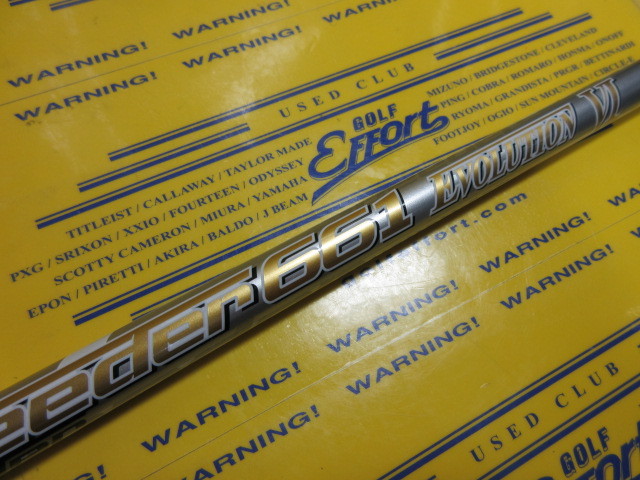 WARNING!
WARNING!
WARNING!
WARNING!
WARNING!
USED CLUB
GOLF
Effort
TITLEIST / CALLAWAY / TAYLOR MADE
PXG / SRIXON / XXIO / FOURTEEN / ODYSSEY
SCOTTY CAMERON / MIURA / YAMAHA
EPON / PIRETTI / AKIRA / BALDO / J BEAM
MIZUNO / BRIDGESTONE / CLEVELAND
PING / COBRA / ROMARO / HONMA / ONOFF
RYOMA / GRANDISTA / PRGR / BETTINARDI
FOOTJOY / OGIO / SUN MOUNTAIN / CIRCLE E
eeder 661 EVOLUTION VI
effort.com
WARNING!
WARNING!
WARNING!
WARNING!
WARNING!
WARNING!
WARNING!
USED CLUB
GOLF